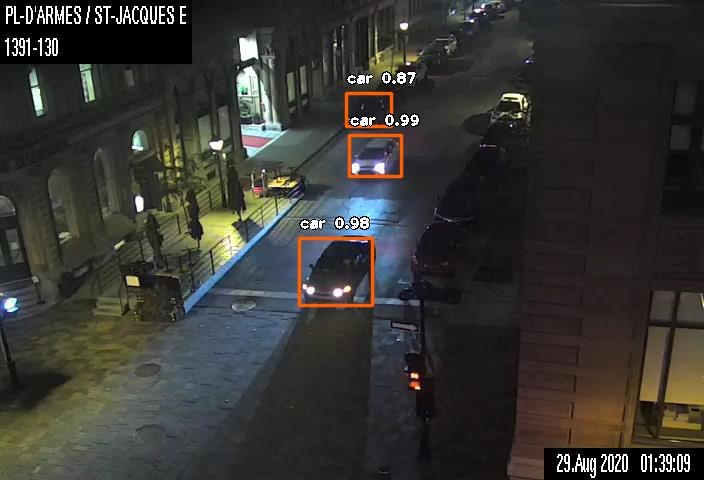 PL-D'ARMES / ST-JACQUES E
1391-130
car 0.87
car 0.99
car 0.98
29.Aug 2020 01:39:09